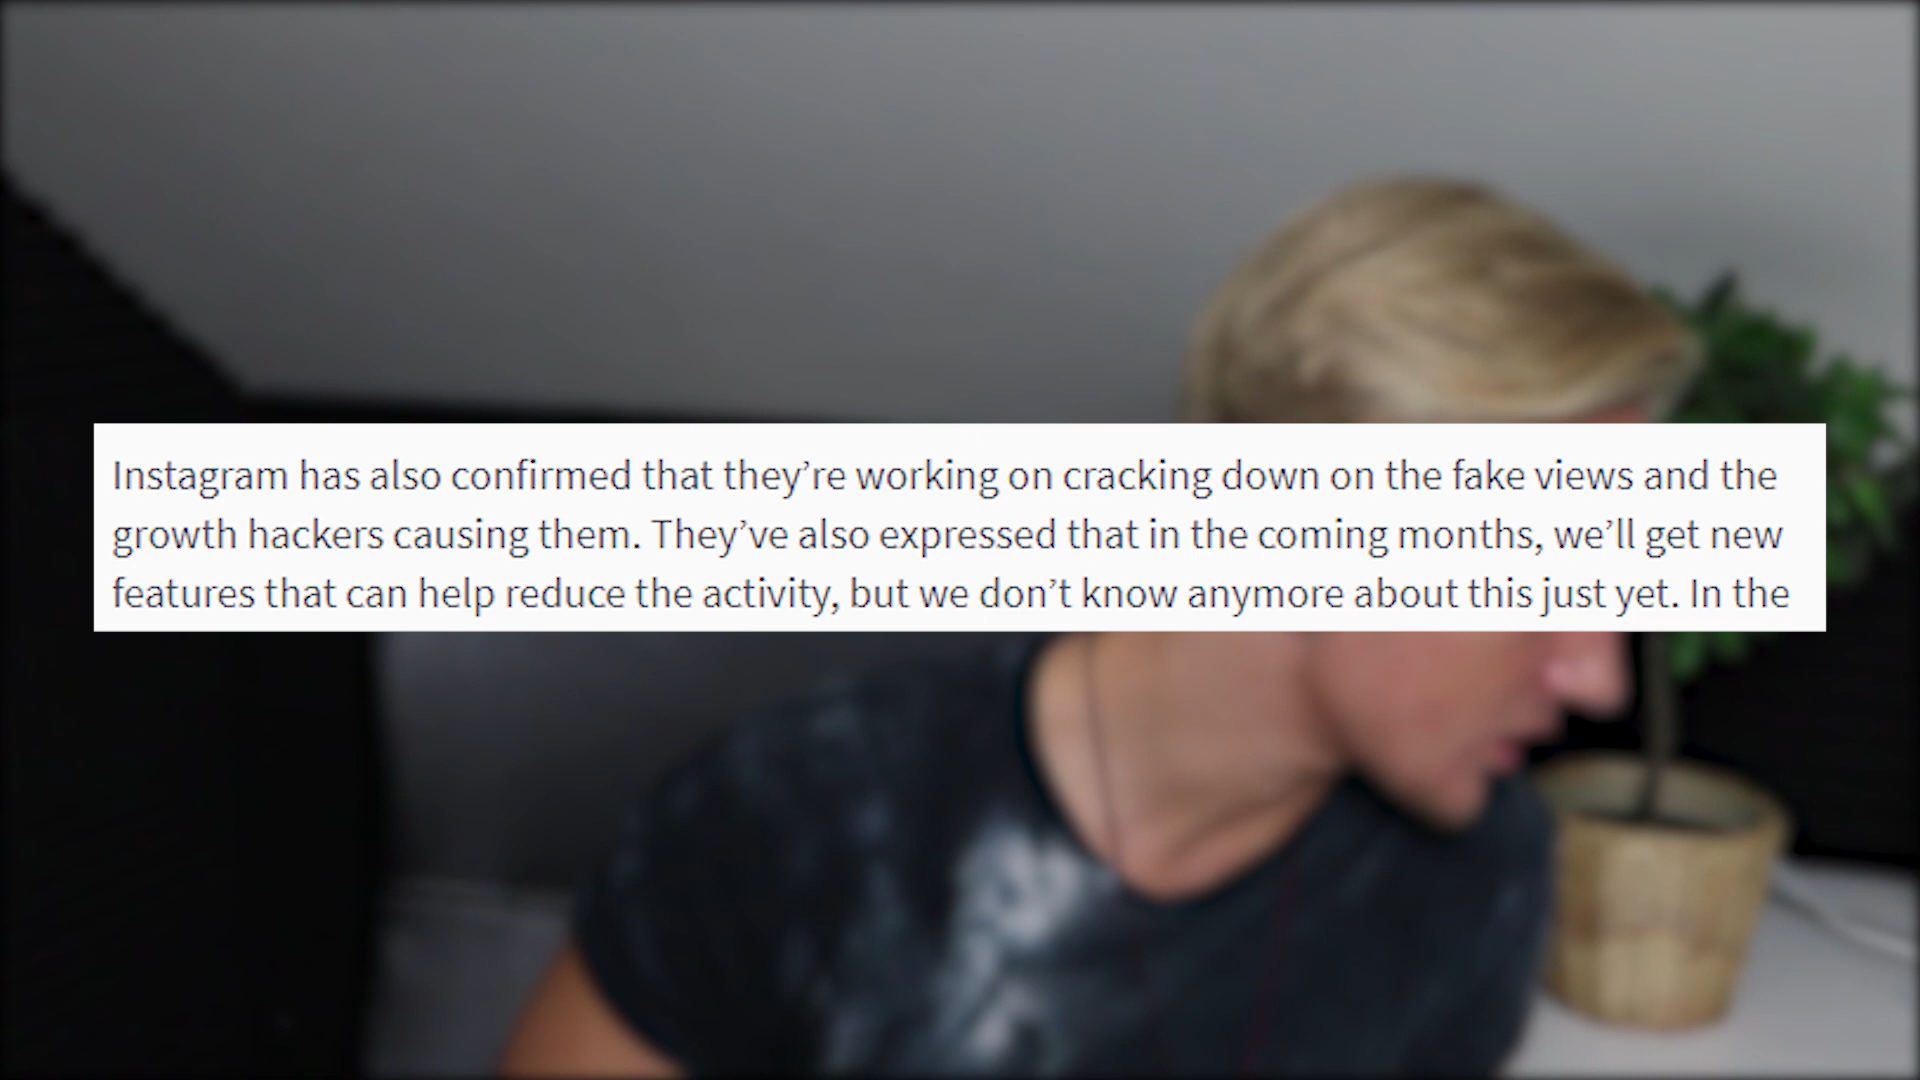 Instagram has also confirmed that they’re working on cracking down on the fake views and the
growth hackers causing them. They’ve also expressed that in the coming months, we’ll get new
features that can help reduce the activity, but we don’t know anymore about this just yet. In the